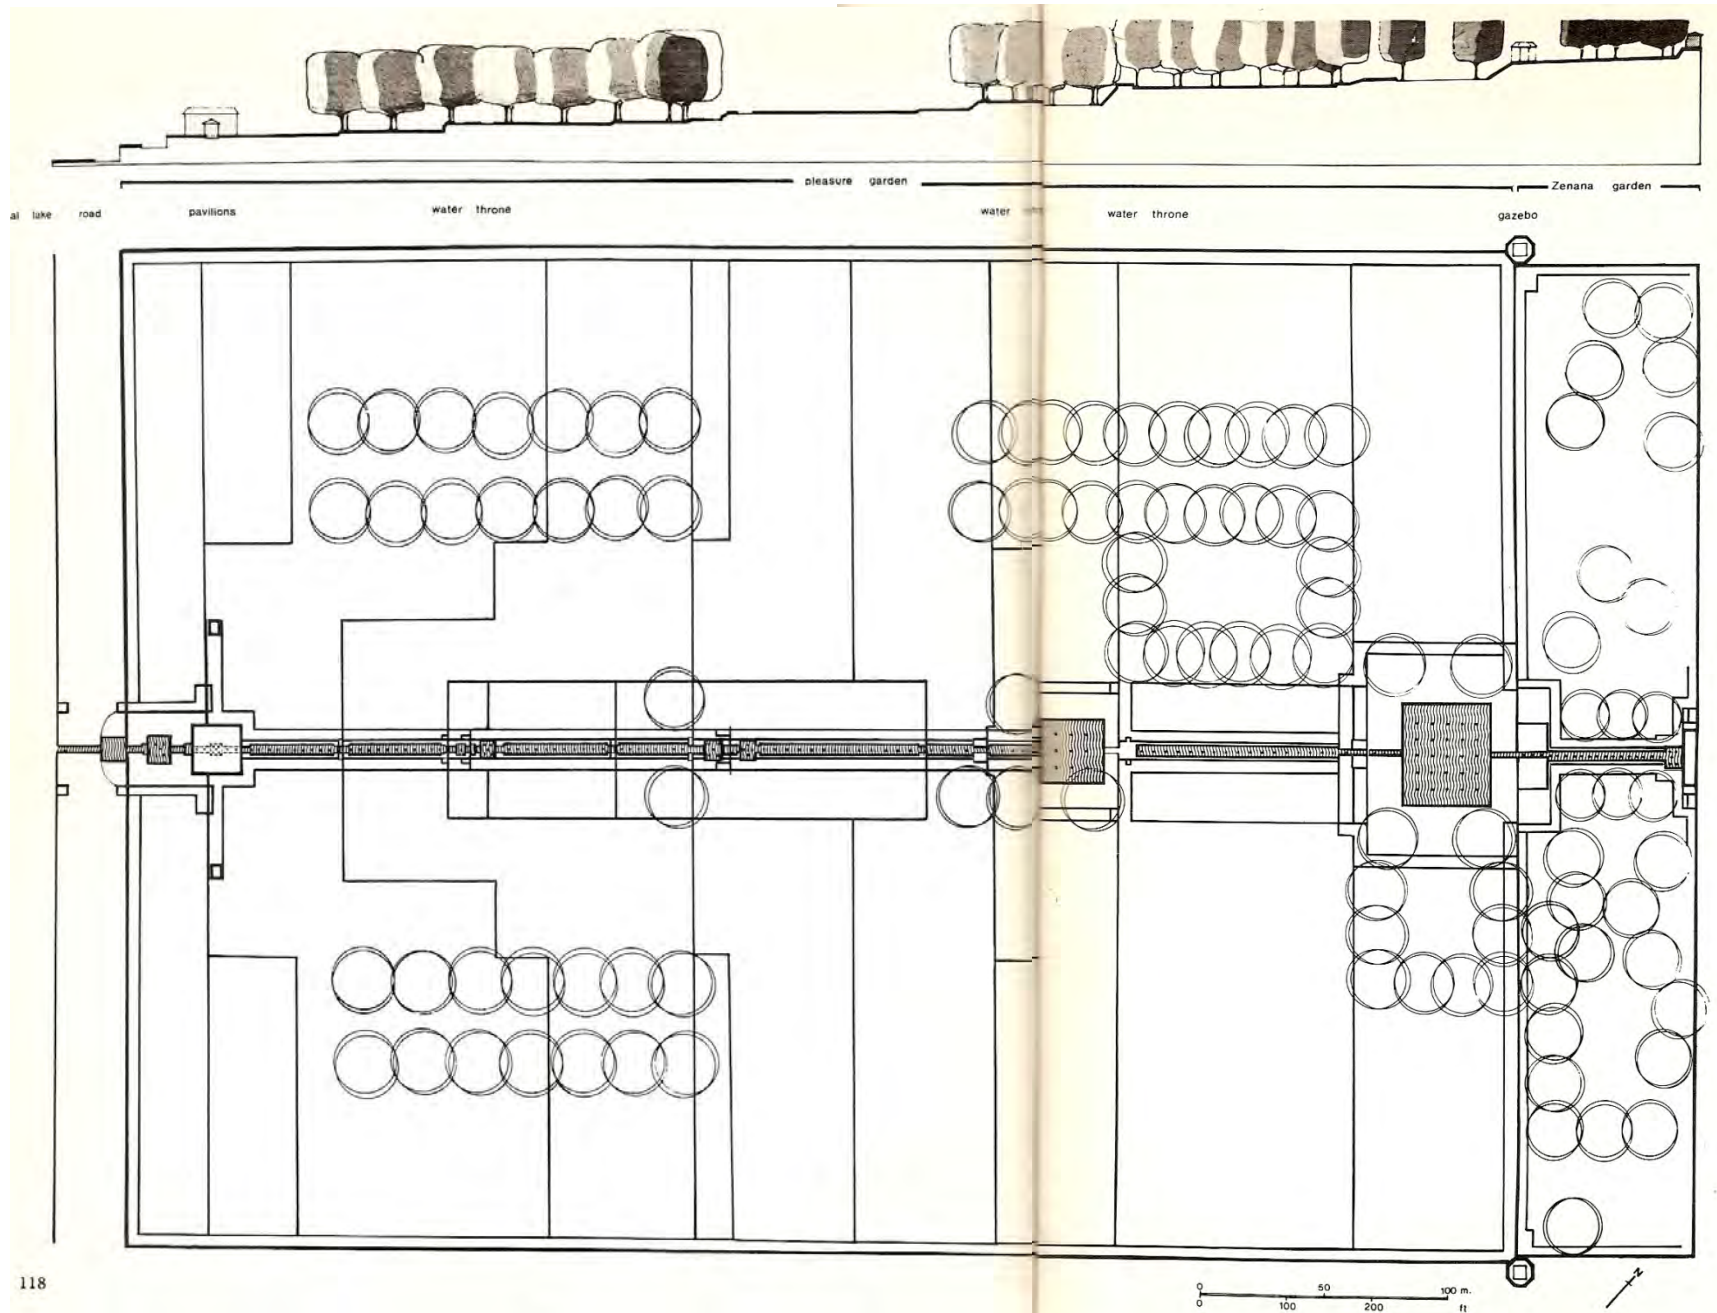 pleasure garden
Zenana garden
al lake road
pavilions
water throne
water
water throne
gazebo
118
0 50 100 m.
0 100 200 ft
N